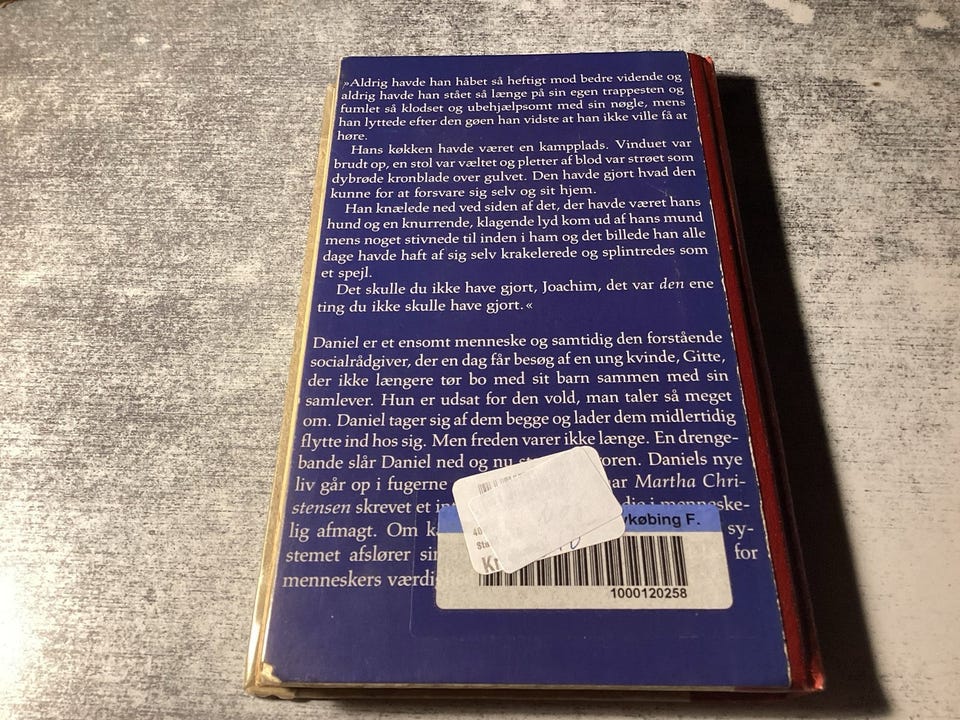 »Aldrig havde han håbet så heftigt mod bedre vidende og
aldrig havde han stået så længe på sin egen trappesten og
fumlet så klodset og ubehjælpsomt med sin nøgle, mens
han lyttede efter den gøen han vidste at han ikke ville få at
høre.
Hans køkken havde været en kampplads. Vinduet var
brudt op, en stol var væltet og pletter af blod var strøet som
dybrøde kronblade over gulvet. Den havde gjort hvad den
kunne for at forsvare sig selv og sit hjem.
Han knælede ned ved siden af det, der havde været hans
hund og en knurrende, klagende lyd kom ud af hans mund
mens noget stivnede til inden i ham og det billede han alle
dage havde haft af sig selv krakelerede og splintredes som
et spejl.
Det skulle du ikke have gjort, Joachim, det var den ene
ting du ikke skulle have gjort.«
Daniel er et ensomt menneske og samtidig den forstående
socialrådgiver, der en dag får besøg af en ung kvinde, Gitte,
der ikke længere tør bo med sit barn sammen med sin
samlever. Hun er udsat for den vold, man taler så meget
om. Daniel tager sig af dem begge og lader dem midlertidig
flytte ind hos sig. Men freden varer ikke længe. En drenge-
bande slår Daniel ned og nu Daniels nye
liv går op i fugerne Martha Chri-
stensen skrevet et i menneske-
lig afmagt. Om sy-
stemet afslører for
menneskers
købing F.
1000120258